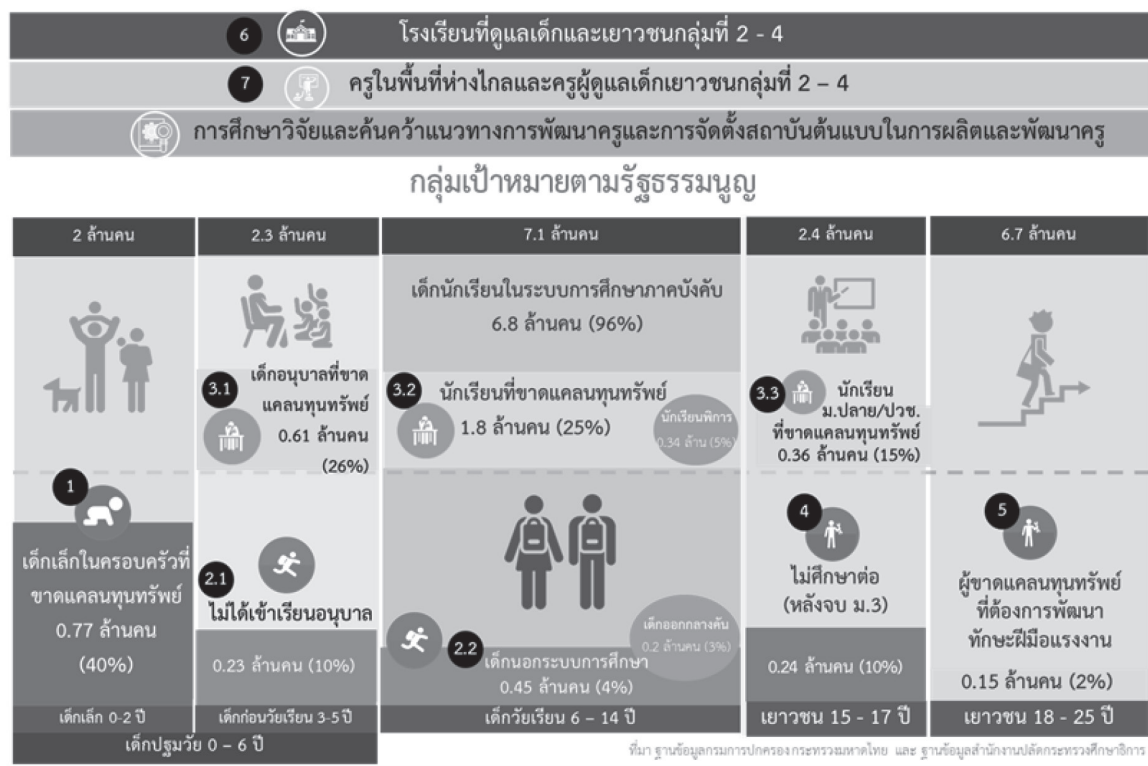 6 โรงเรียนที่ดูแลเด็กและเยาวชนกลุ่มที่ 2 - 4
7 ครูในพื้นที่ห่างไกลและครูผู้ดูแลเด็กเยาวชนกลุ่มที่ 2 – 4
การศึกษาวิจัยและค้นคว้าแนวทางการพัฒนาครูและการจัดตั้งสถาบันต้นแบบในการผลิตและพัฒนาครู
กลุ่มเป้าหมายตามรัฐธรรมนูญ
2 ล้านคน
1
เด็กเล็กในครอบครัวที่
ขาดแคลนทุนทรัพย์
0.77 ล้านคน
(40%)
เด็กเล็ก 0-2 ปี
2.3 ล้านคน
3.1 เด็กอนุบาลที่ขาด
แคลนทุนทรัพย์
0.61 ล้านคน
(26%)
2.1
ไม่ได้เข้าเรียนอนุบาล
0.23 ล้านคน (10%)
เด็กก่อนวัยเรียน 3-5 ปี
เด็กปฐมวัย 0 – 6 ปี
7.1 ล้านคน
เด็กนักเรียนในระบบการศึกษาภาคบังคับ
6.8 ล้านคน (96%)
3.2 นักเรียนที่ขาดแคลนทุนทรัพย์
1.8 ล้านคน (25%)
นักเรียนพิการ
0.34 ล้าน (5%)
เด็กออกกลางคัน
0.2 ล้านคน (3%)
2.2 เด็กนอกระบบการศึกษา
0.45 ล้านคน (4%)
เด็กวัยเรียน 6 – 14 ปี
2.4 ล้านคน
3.3 นักเรียน
ม.ปลาย/ปวช.
ที่ขาดแคลนทุนทรัพย์
0.36 ล้านคน (15%)
4
ไม่ศึกษาต่อ
(หลังจบ ม.3)
0.24 ล้านคน (10%)
เยาวชน 15 - 17 ปี
6.7 ล้านคน
5
ผู้ขาดแคลนทุนทรัพย์
ที่ต้องการพัฒนา
ทักษะฝีมือแรงงาน
0.15 ล้านคน (2%)
เยาวชน 18 - 25 ปี
ที่มา ฐานข้อมูลกรมการปกครอง กระทรวงมหาดไทย และ ฐานข้อมูลสำนักงานปลัดกระทรวงศึกษาธิการ